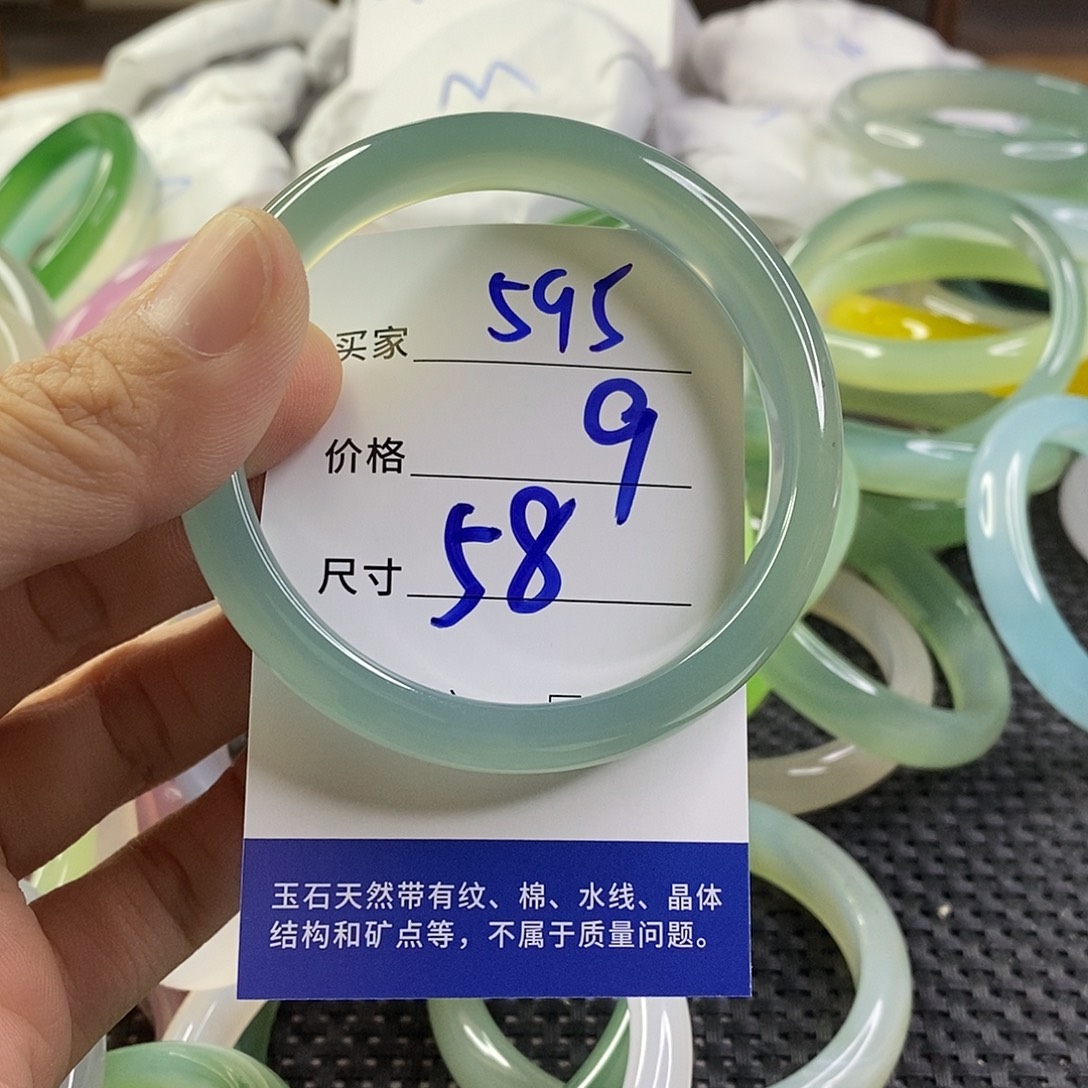 买家 595
价格 9
尺寸 58
玉石天然带有纹、棉、水线、晶体
结构和矿点等，不属于质量问题。